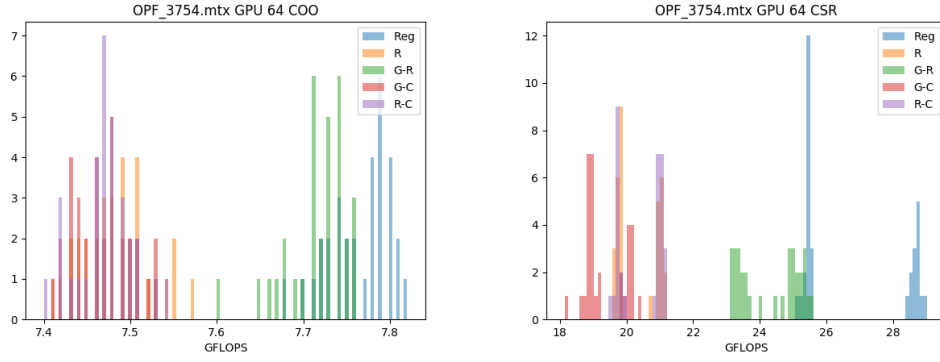 OPF_3754.mtx GPU 64 COO
7
6
5
4
3
2
1
0
7.4 7.5 7.6 7.7 7.8
GFLOPS
Reg
R
G-R
G-C
R-C
OPF_3754.mtx GPU 64 CSR
12
10
8
6
4
2
0
18 20 22 24 26 28
GFLOPS
Reg
R
G-R
G-C
R-C